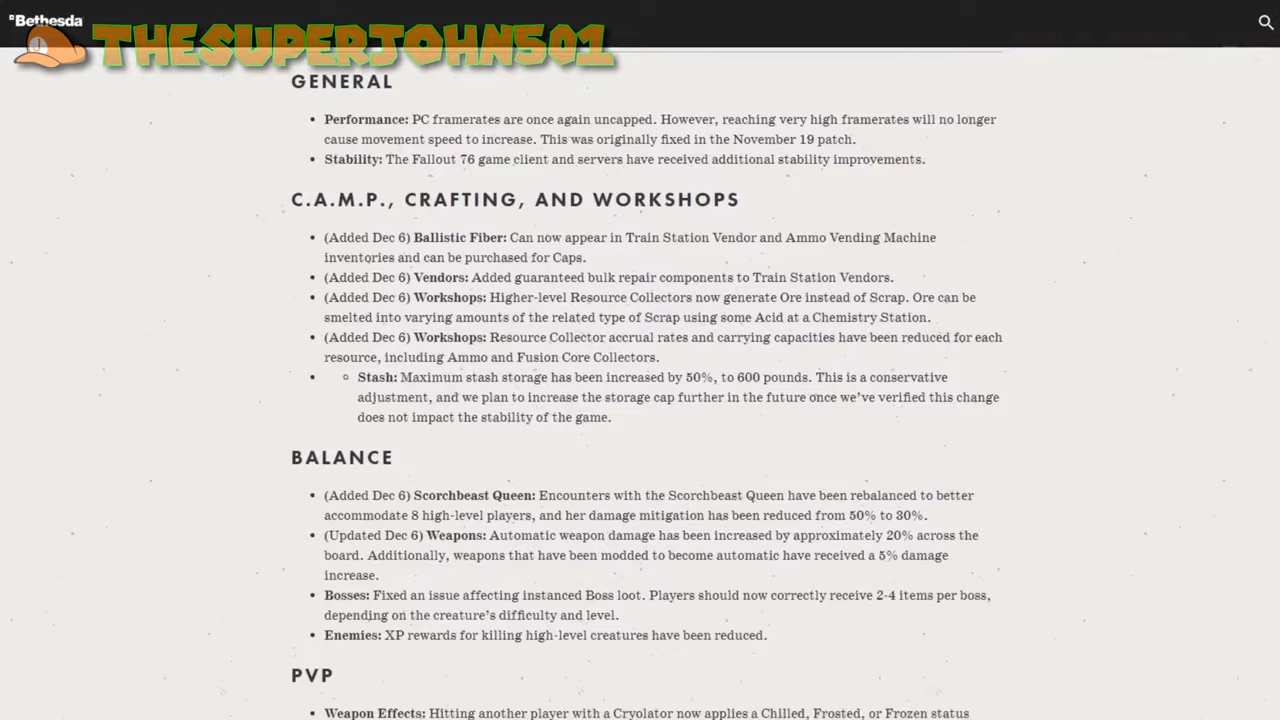 Bethesda
THESUPERJOHN501
GENERAL
• Performance: PC framerates are once again uncapped. However, reaching very high framerates will no longer
cause movement speed to increase. This was originally fixed in the November 19 patch.
• Stability: The Fallout 76 game client and servers have received additional stability improvements.
C.A.M.P., CRAFTING, AND WORKSHOPS
• (Added Dec 6) Ballistic Fiber: Can now appear in Train Station Vendor and Ammo Vending Machine
inventories and can be purchased for Caps.
• (Added Dec 6) Vendors: Added guaranteed bulk repair components to Train Station Vendors.
• (Added Dec 6) Workshops: Higher-level Resource Collectors now generate Ore instead of Scrap. Ore can be
smelted into varying amounts of the related type of Scrap using some Acid at a Chemistry Station.
• (Added Dec 6) Workshops: Resource Collector accrual rates and carrying capacities have been reduced for each
resource, including Ammo and Fusion Core Collectors.
• ◦ Stash: Maximum stash storage has been increased by 50%, to 600 pounds. This is a conservative
adjustment, and we plan to increase the storage cap further in the future once we've verified this change
does not impact the stability of the game.
BALANCE
• (Added Dec 6) Scorchbeast Queen: Encounters with the Scorchbeast Queen have been rebalanced to better
accommodate 8 high-level players, and her damage mitigation has been reduced from 50% to 30%.
• (Updated Dec 6) Weapons: Automatic weapon damage has been increased by approximately 20% across the
board. Additionally, weapons that have been modded to become automatic have received a 5% damage
increase.
• Bosses: Fixed an issue affecting instanced Boss loot. Players should now correctly receive 2-4 items per boss,
depending on the creature's difficulty and level.
• Enemies: XP rewards for killing high-level creatures have been reduced.
PVP
• Weapon Effects: Hitting another player with a Cryolator now applies a Chilled, Frosted, or Frozen status